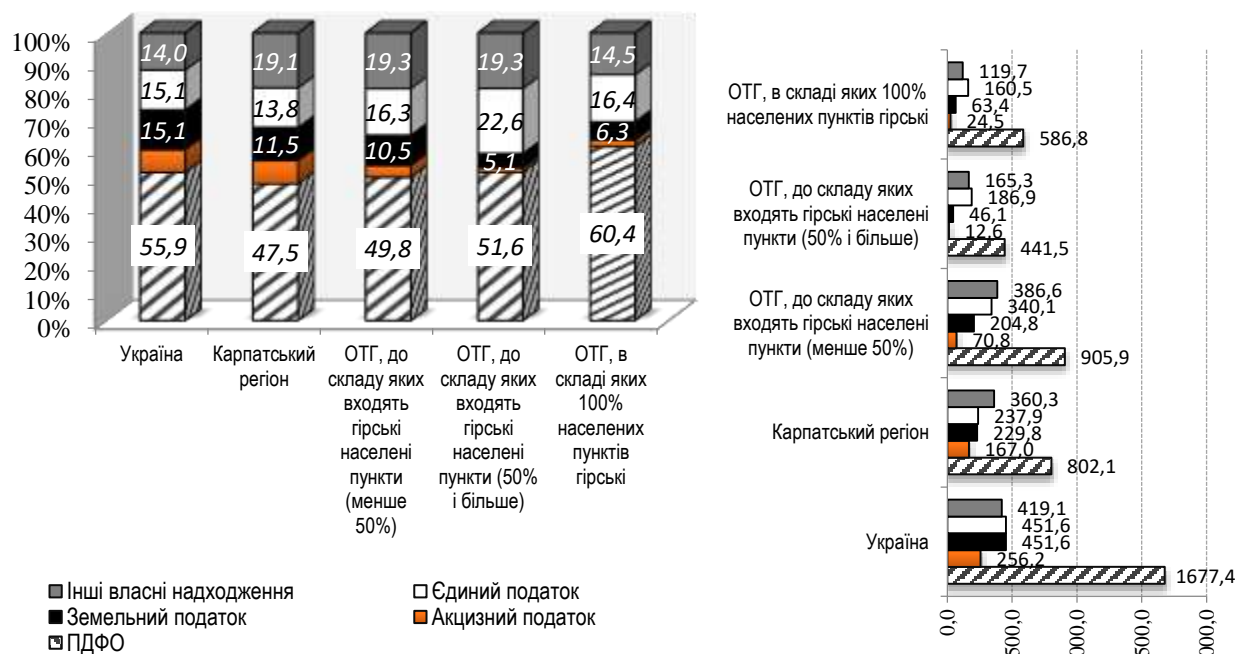 100%
90%
80%
70%
60%
50%
40%
30%
20%
10%
0%
14,0
15,1
15,1
55,9
19,1
13,8
11,5
47,5
19,3
16,3
10,5
49,8
19,3
22,6
5,1
51,6
14,5
16,4
6,3
60,4
Україна
Карпатський
регіон
ОТГ, до
складу яких
входять
гірські
населені
пункти
(менше
50%)
ОТГ, до
складу яких
входять
гірські
населені
пункти (50%
і більше)
ОТГ, в
складі яких
100%
населених
пунктів
гірські
Інші власні надходження
Єдиний податок
Земельний податок
Акцизний податок
ПДФО
ОТГ, в складі яких 100%
населених пунктів гірські
119,7
160,5
63,4
24,5
586,8
ОТГ, до складу яких
входять гірські населені
пункти (50% і більше)
165,3
186,9
46,1
12,6
441,5
ОТГ, до складу яких
входять гірські населені
пункти (менше 50%)
386,6
340,1
204,8
70,8
905,9
Карпатський регіон
360,3
237,9
229,8
167,0
802,1
Україна
419,1
451,6
451,6
256,2
1677,4
0,0
500,0
000,0
500,0
000,0